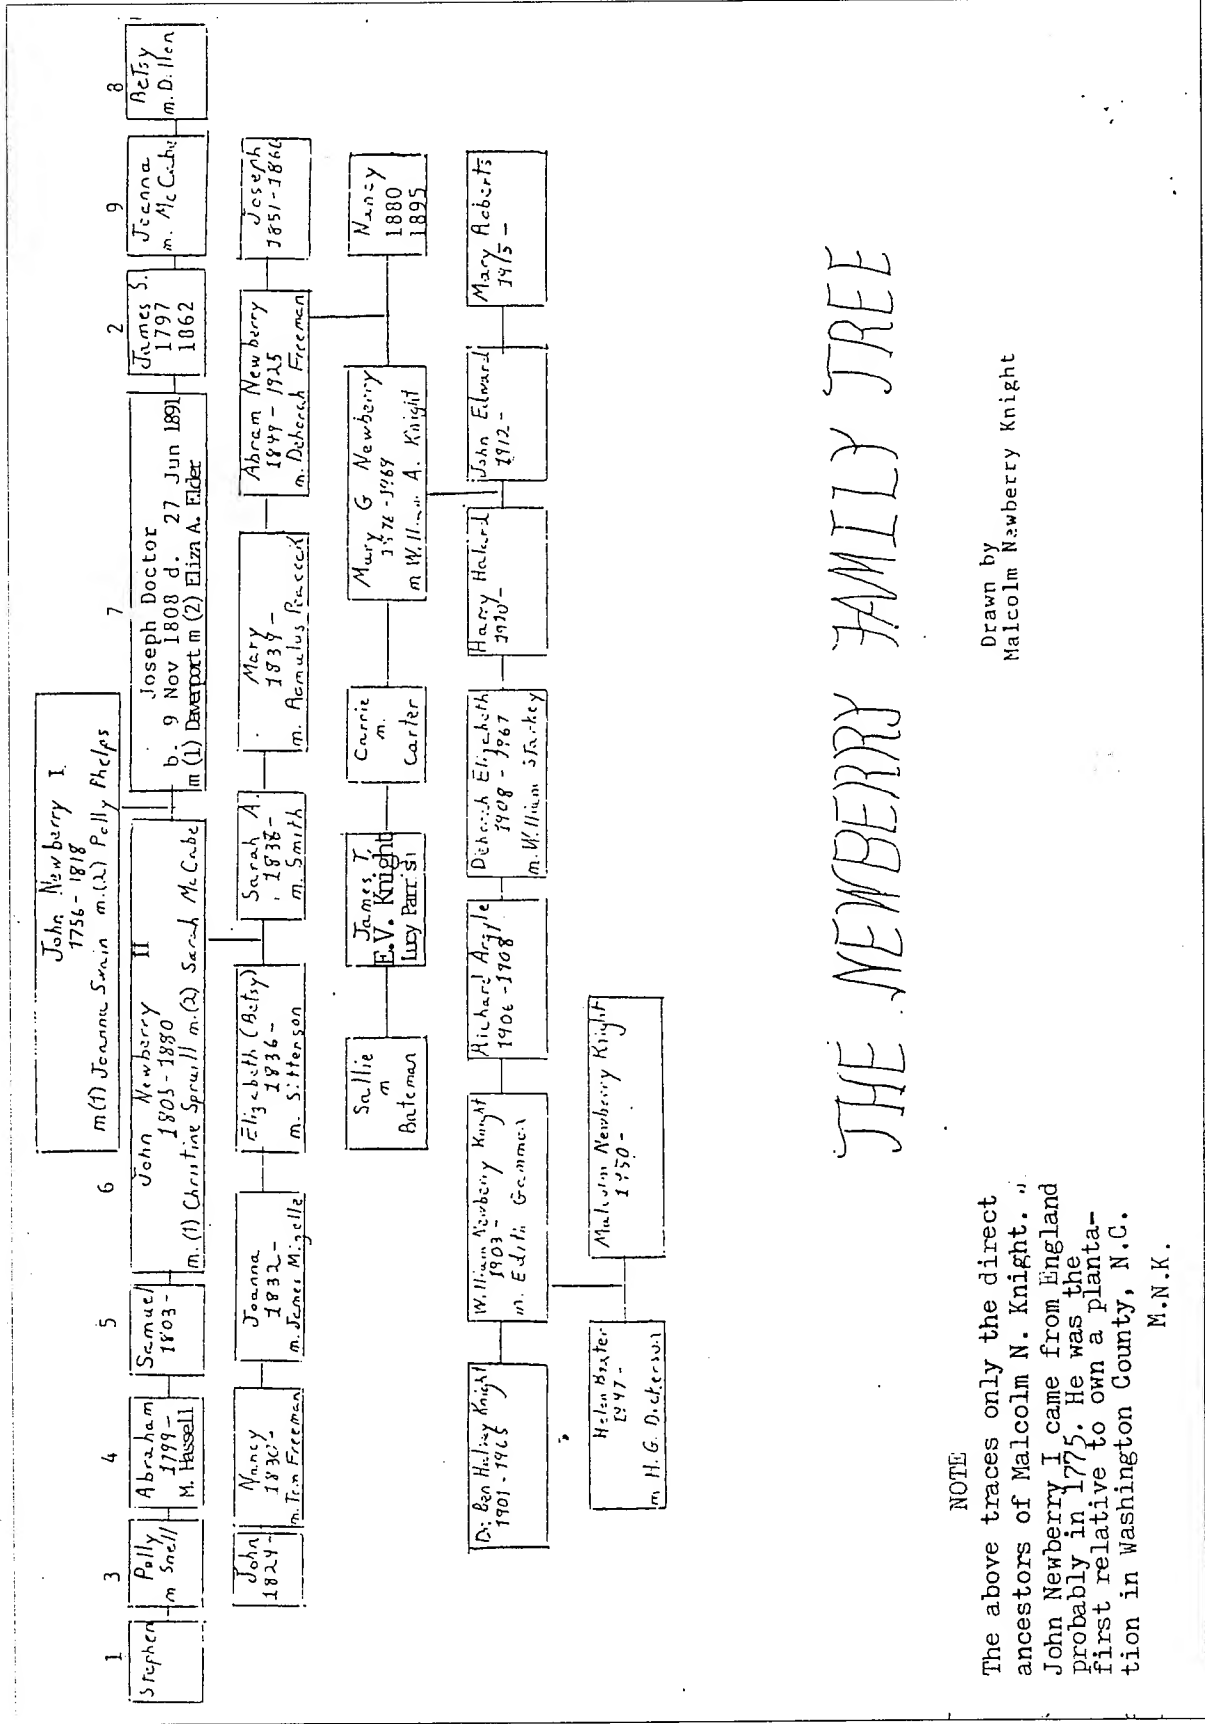 John Newberry I
1756 - 1818
m(1) Joanna Swain m.(2) Polly Phelps
1
Stephen
3
Polly
m Snell
4
Abraham
1799-
M. Hassell
5
Samuel
1803-
6
John Newberry II
1805-1880
m. (1) Christine Spruill m.(2) Sarah McCabe
7
Joseph Doctor
b. 9 Nov 1808 d. 27 Jun 1891
m (1) Davenport m (2) Eliza A. Elder
2
James S.
1797
1862
9
Joanna
m. McCabe
8
Betsy
m. Dillen
John
1824-
Nancy
1830-
m. Tom Freeman
Joanna
1832-
m. James Mizelle
Elizabeth (Betsy)
1836-
m. Sitterson
Sarah A.
1838-
m. Smith
Mary
1839-
m. Romulus Peacock
Abram Newberry
1849-1925
m. Deborah Freeman
Joseph
1851-1866
Sallie
m
Bateman
James T,
E.V. Knight
Lucy Parrisi
Carrie
m.
Carter
Mary G Newberry
1876-1969
m William A. Knight
Nancy
1880
1895
Dr Ben Halsey Knight
1901-1965
William Newberry Knight
1903-
m. Edith Gammon
Richard Argyle
1906-1908
Deborah Elizabeth
1908-1967
m. William Starkey
Harry Halcrd
1910-
John Edward
1912-
Mary Roberts
1915-
Helen Baxter
1947-
m H. G. Dickerson
Malcolm Newberry Knight
1950-
THE NEWBERRY FAMILY TREE
Drawn by
Malcolm Newberry Knight
NOTE
The above traces only the direct
ancestors of Malcolm N. Knight.
John Newberry I came from England
probably in 1775. He was the
first relative to own a planta-
tion in Washington County, N.C.
M.N.K.